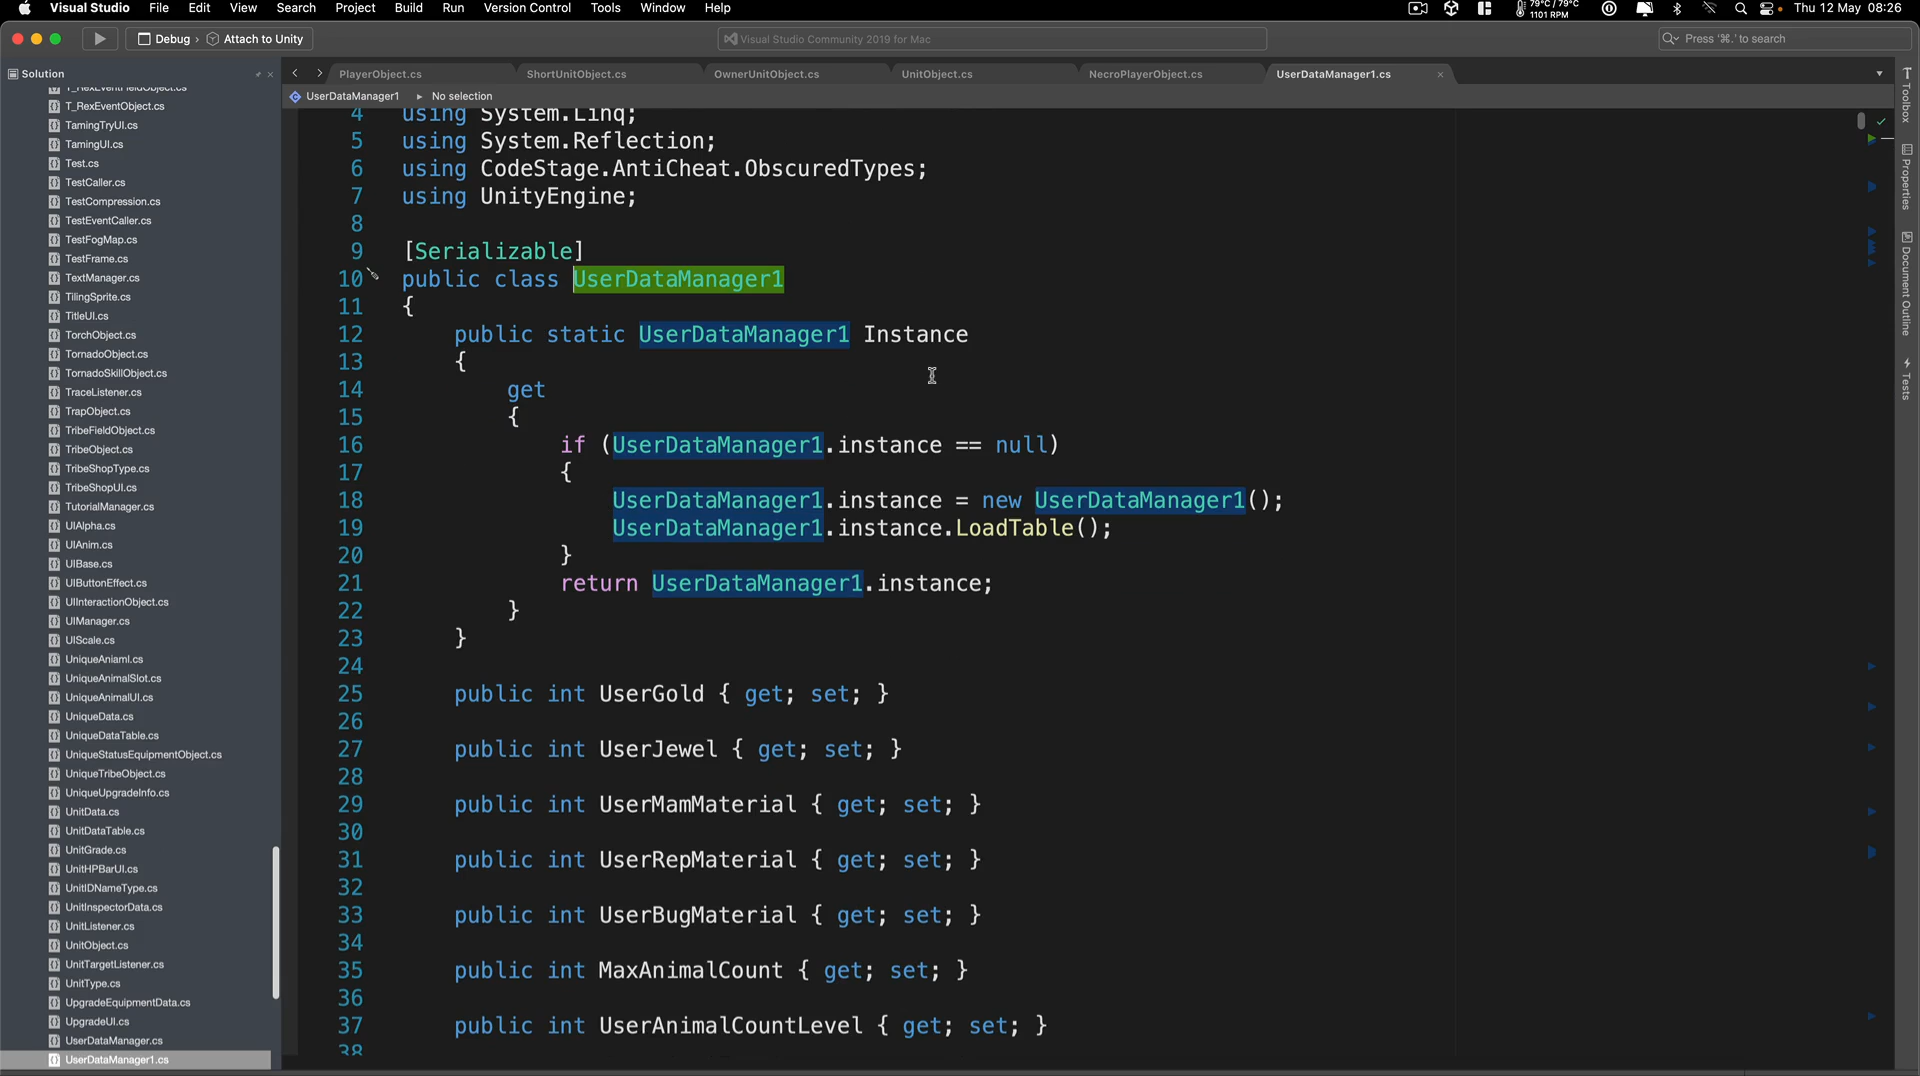 Visual Studio File Edit View Search Project Build Run Version Control Tools Window Help 79°C / 79°C 1101 RPM Thu 12 May 08:26
Debug › Attach to Unity Visual Studio Community 2019 for Mac Press '⌘.' to search
Solution
PlayerObject.cs ShortUnitObject.cs OwnerUnitObject.cs UnitObject.cs NecroPlayerObject.cs UserDataManager1.cs
UserDataManager1 ▸ No selection
T_RexEventFieldObject.cs
T_RexEventObject.cs
TamingTryUI.cs
TamingUI.cs
Test.cs
TestCaller.cs
TestCompression.cs
TestEventCaller.cs
TestFogMap.cs
TestFrame.cs
TextManager.cs
TilingSprite.cs
TitleUI.cs
TorchObject.cs
TornadoObject.cs
TornadoSkillObject.cs
TraceListener.cs
TrapObject.cs
TribeFieldObject.cs
TribeObject.cs
TribeShopType.cs
TribeShopUI.cs
TutorialManager.cs
UIAlpha.cs
UIAnim.cs
UIBase.cs
UIButtonEffect.cs
UIInteractionObject.cs
UIManager.cs
UIScale.cs
UniqueAniaml.cs
UniqueAnimalSlot.cs
UniqueAnimalUI.cs
UniqueData.cs
UniqueDataTable.cs
UniqueStatusEquipmentObject.cs
UniqueTribeObject.cs
UniqueUpgradeInfo.cs
UnitData.cs
UnitDataTable.cs
UnitGrade.cs
UnitHPBarUI.cs
UnitIDNameType.cs
UnitInspectorData.cs
UnitListener.cs
UnitObject.cs
UnitTargetListener.cs
UnitType.cs
UpgradeEquipmentData.cs
UpgradeUI.cs
UserDataManager.cs
UserDataManager1.cs
4 using System.Linq;
5 using System.Reflection;
6 using CodeStage.AntiCheat.ObscuredTypes;
7 using UnityEngine;
8
9 [Serializable]
10 public class UserDataManager1
11 {
12 public static UserDataManager1 Instance
13 {
14 get
15 {
16 if (UserDataManager1.instance == null)
17 {
18 UserDataManager1.instance = new UserDataManager1();
19 UserDataManager1.instance.LoadTable();
20 }
21 return UserDataManager1.instance;
22 }
23 }
24
25 public int UserGold { get; set; }
26
27 public int UserJewel { get; set; }
28
29 public int UserMamMaterial { get; set; }
30
31 public int UserRepMaterial { get; set; }
32
33 public int UserBugMaterial { get; set; }
34
35 public int MaxAnimalCount { get; set; }
36
37 public int UserAnimalCountLevel { get; set; }
38
Toolbox
Properties
Document Outline
Tests